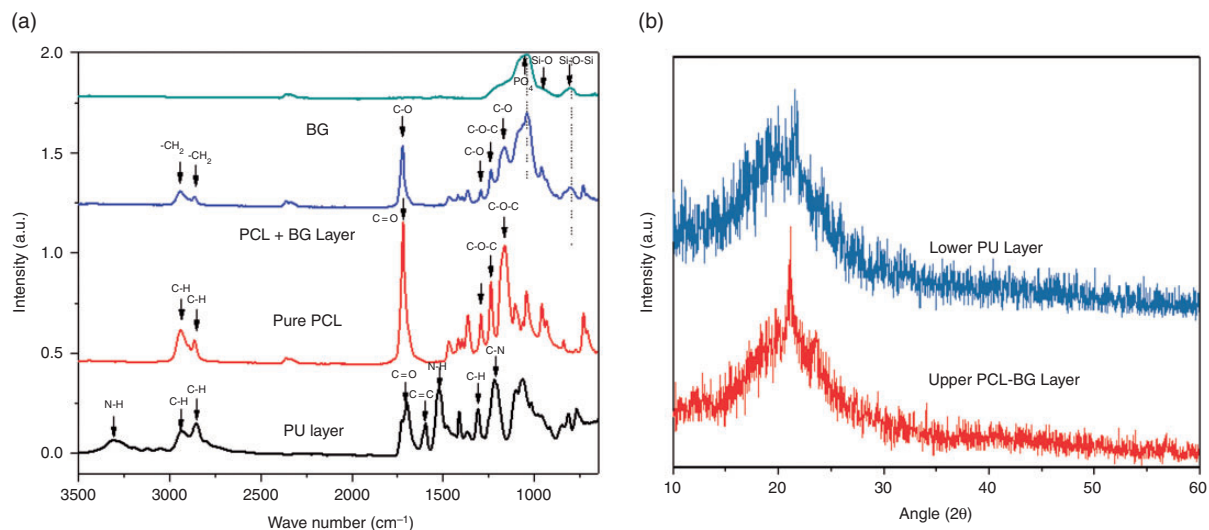 (a)
2.0
1.5
1.0
0.5
0.0
Intensity (a.u.)
3500 3000 2500 2000 1500 1000
Wave number (cm⁻¹)
Si-O Si-O-Si
PO₄
BG
C-O C-O
C-O-C
C-O
-CH₂
-CH₂
PCL + BG Layer
C=O
C-O-C
C-O-C
C-H
C-H
Pure PCL
C-N
N-H
C=O
C=C
C-H
C-H
C-H
N-H
PU layer
(b)
Intensity (a.u.)
Lower PU Layer
Upper PCL-BG Layer
10 20 30 40 50 60
Angle (2θ)